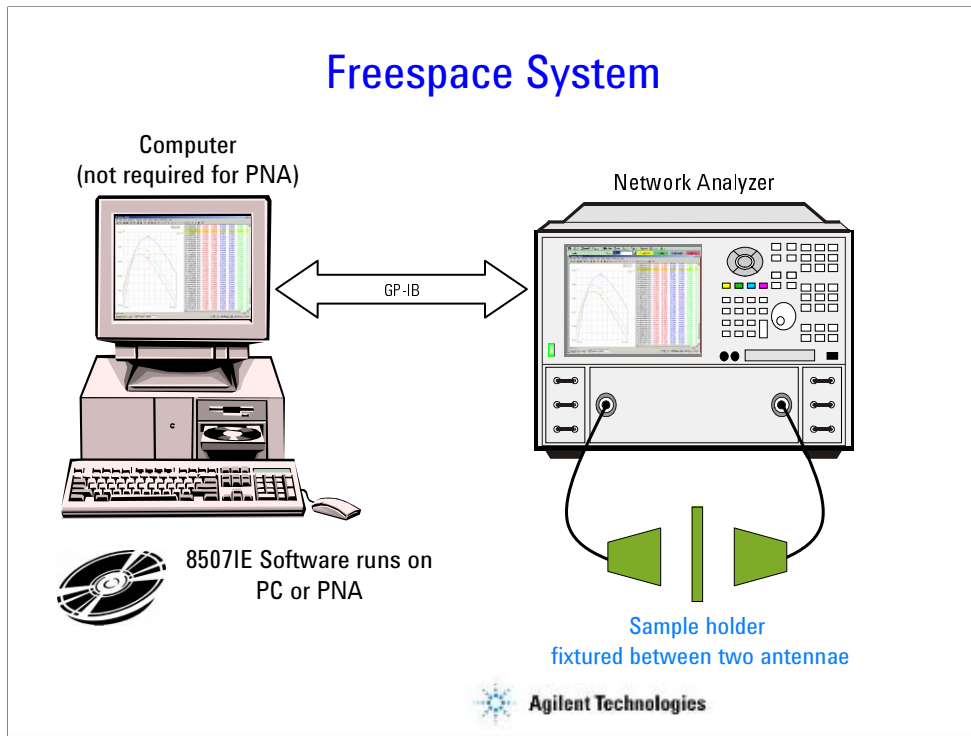 Freespace System
Computer
(not required for PNA)
Network Analyzer
GP-IB
8507IE Software runs on
PC or PNA
Sample holder
fixtured between two antennae
Agilent Technologies